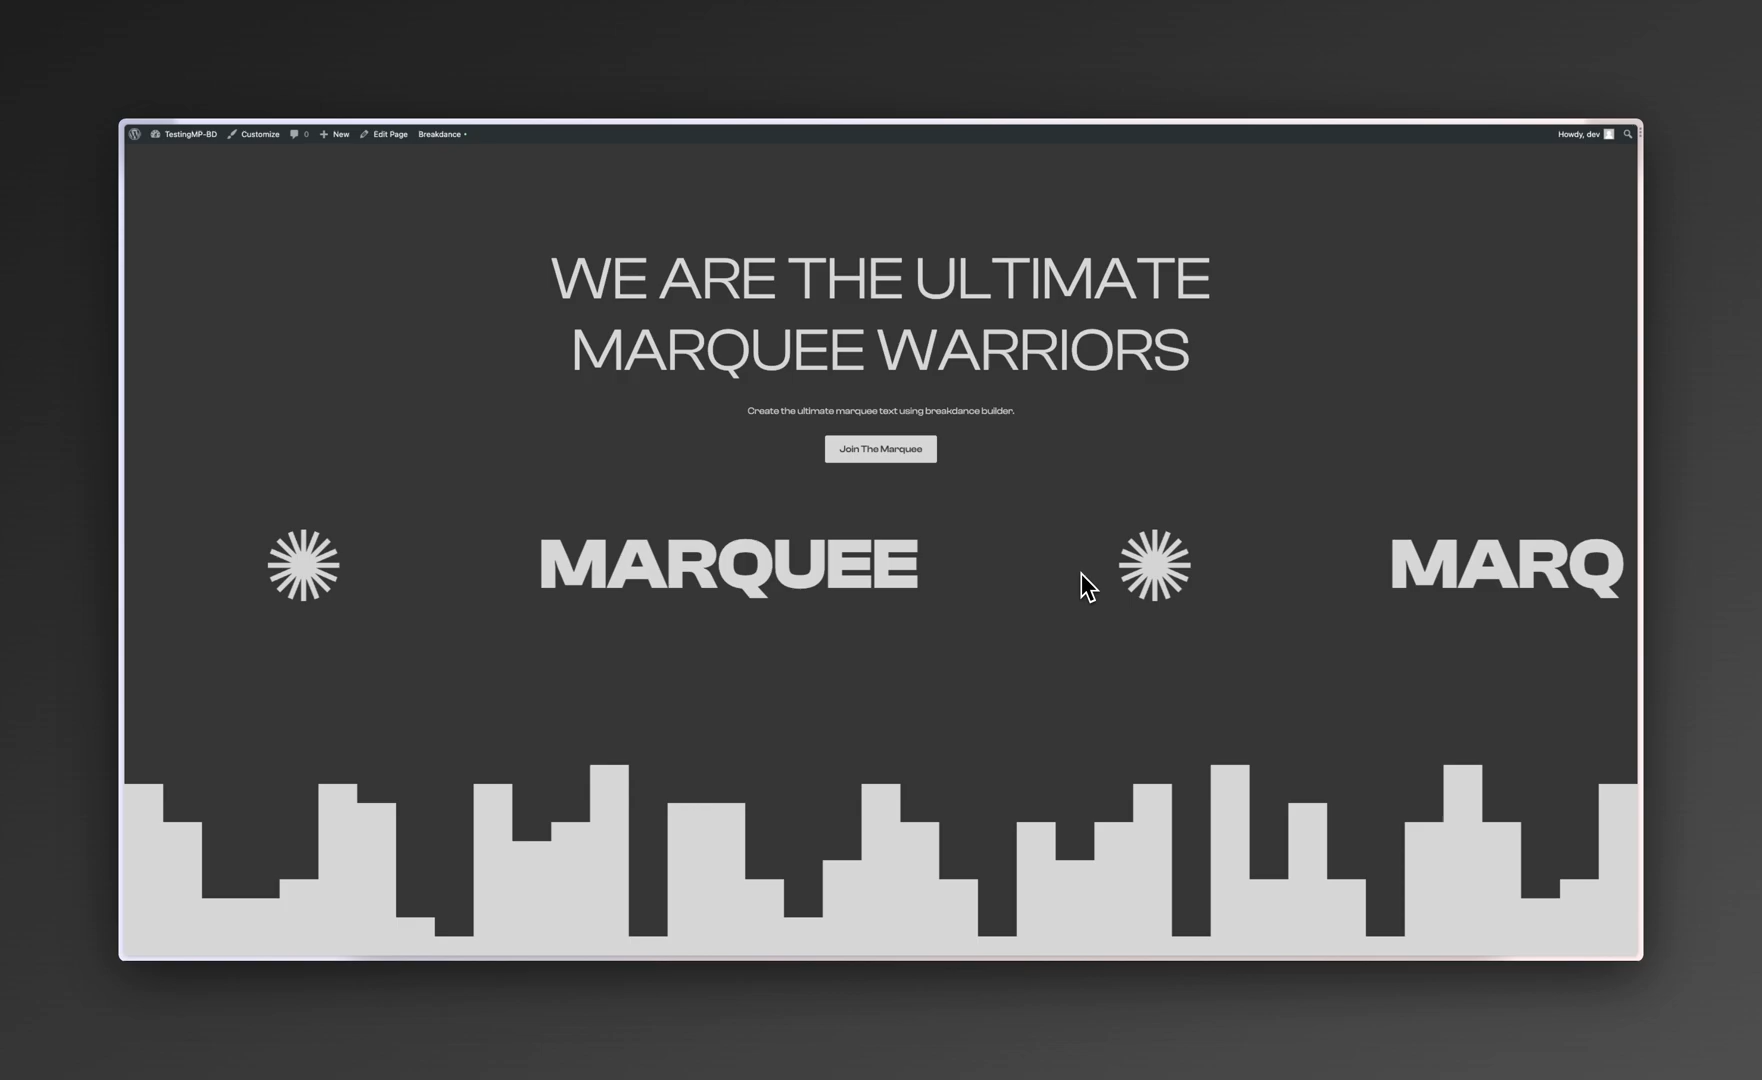 TestingMP-BD Customize 0 New Edit Page Breakdance Howdy, dev
WE ARE THE ULTIMATE
MARQUEE WARRIORS
Create the ultimate marquee text using breakdance builder.
Join The Marquee
MARQUEE MARQ